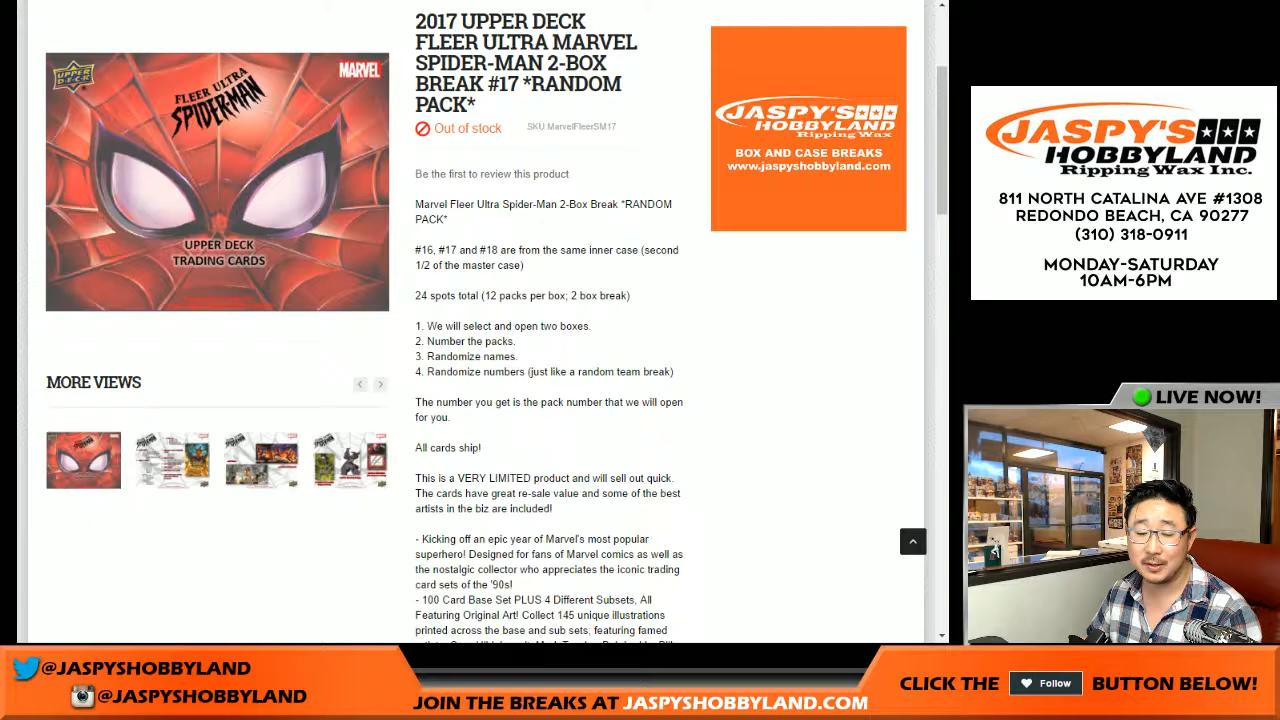 2017 UPPER DECK
FLEER ULTRA MARVEL
SPIDER-MAN 2-BOX
BREAK #17 *RANDOM
PACK*
Out of stock
SKU:MarvelFleerSM17
Be the first to review this product
Marvel Fleer Ultra Spider-Man 2-Box Break *RANDOM
PACK*
#16, #17 and #18 are from the same inner case (second
1/2 of the master case)
24 spots total (12 packs per box; 2 box break)
1. We will select and open two boxes.
2. Number the packs.
3. Randomize names.
4. Randomize numbers (just like a random team break)
The number you get is the pack number that we will open
for you.
All cards ship!
This is a VERY LIMITED product and will sell out quick.
The cards have great re-sale value and some of the best
artists in the biz are included!
- Kicking off an epic year of Marvel's most popular
superhero! Designed for fans of Marvel comics as well as
the nostalgic collector who appreciates the iconic trading
card sets of the '90s!
- 100 Card Base Set PLUS 4 Different Subsets, All
Featuring Original Art! Collect 145 unique illustrations
printed across the base and sub sets; featuring famed
UPPER DECK
MARVEL
FLEER ULTRA
SPIDER-MAN
UPPER DECK
TRADING CARDS
MORE VIEWS
JASPY'S
HOBBYLAND
Ripping Wax
BOX AND CASE BREAKS
www.jaspyshobbyland.com
JASPY'S
HOBBYLAND
Ripping Wax Inc.
811 NORTH CATALINA AVE #1308
REDONDO BEACH, CA 90277
(310) 318-0911
MONDAY-SATURDAY
10AM-6PM
LIVE NOW!
@JASPYSHOBBYLAND
@JASPYSHOBBYLAND
JOIN THE BREAKS AT JASPYSHOBBYLAND.COM
CLICK THE Follow BUTTON BELOW!